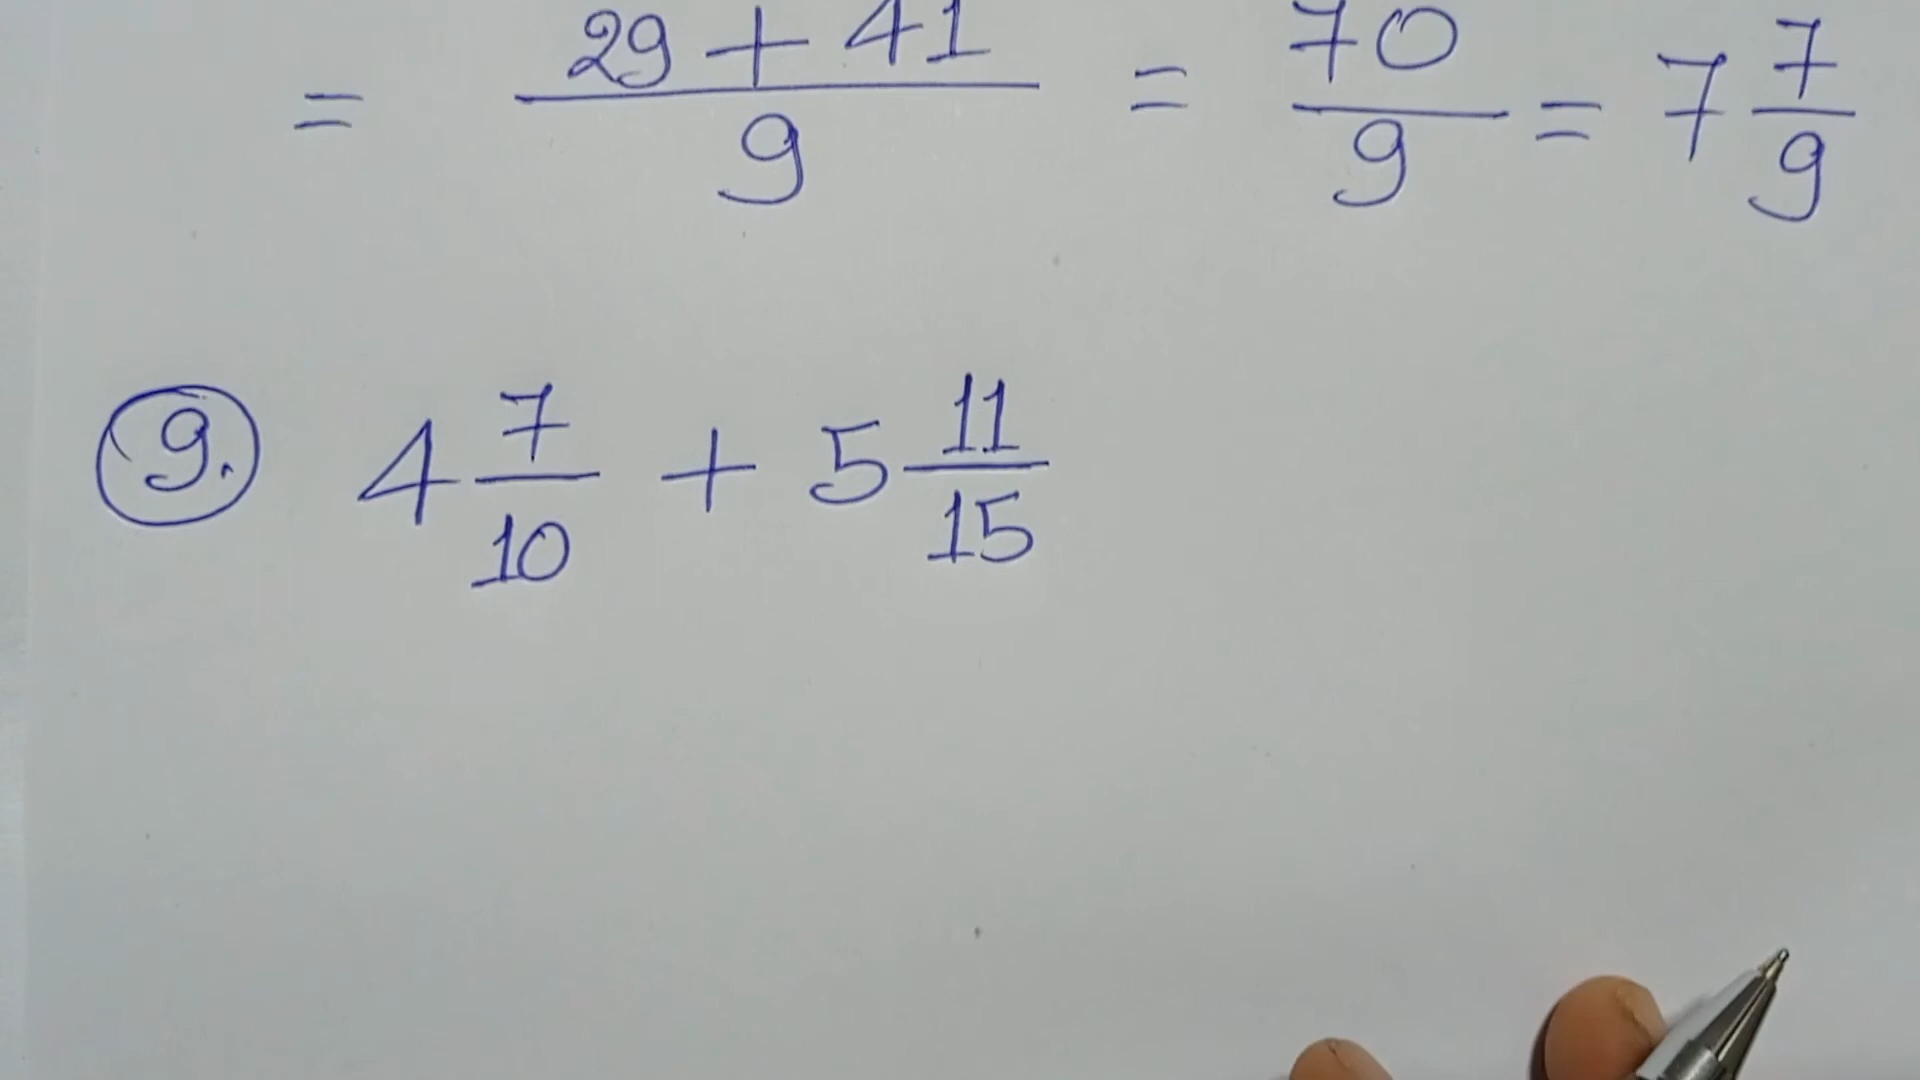 = 29 + 41 / 9 = 70 / 9 = 7 7/9
9. 4 7/10 + 5 11/15